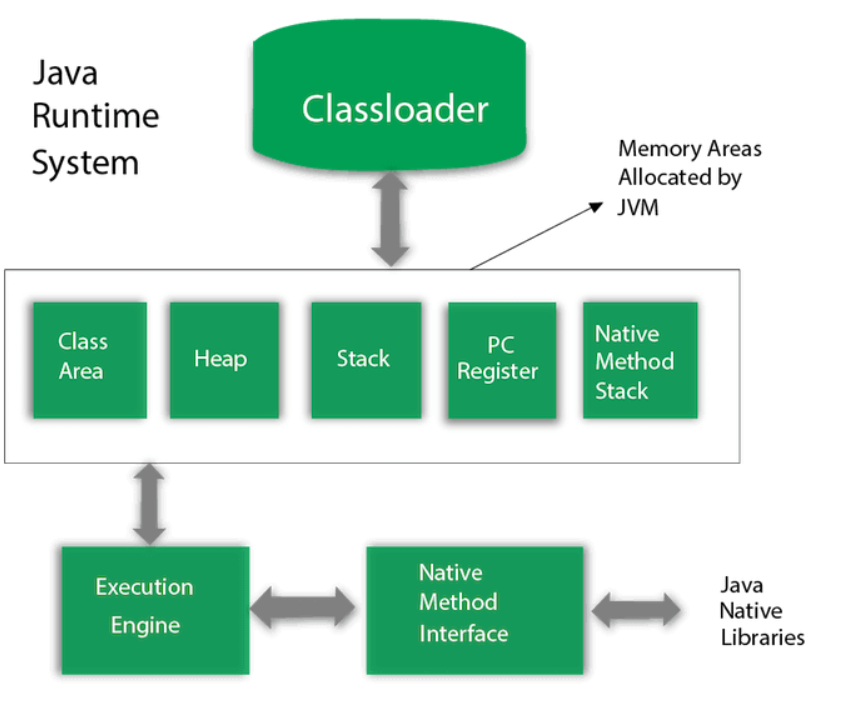 Java
Runtime
System
Classloader
Memory Areas
Allocated by
JVM
Class
Area
Heap
Stack
PC
Register
Native
Method
Stack
Execution
Engine
Native
Method
Interface
Java
Native
Libraries